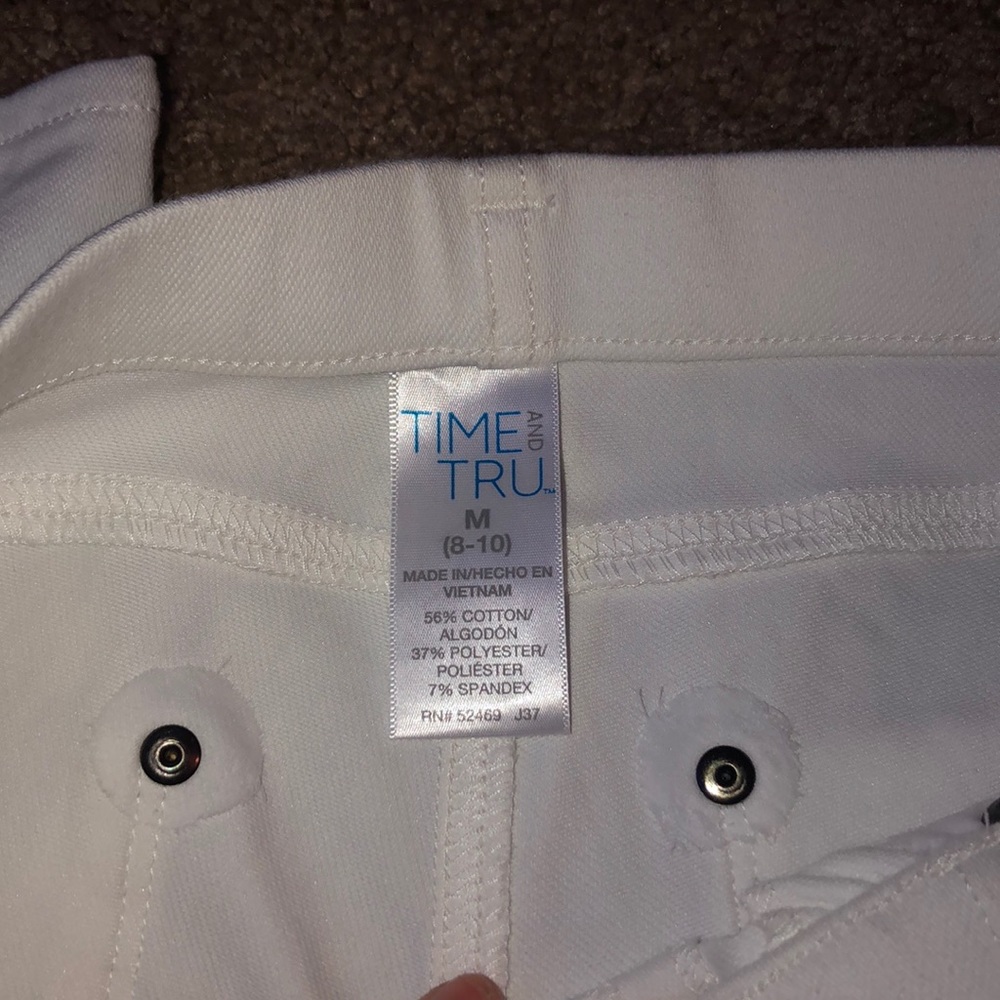 TIME AND
TRU™
M
(8-10)
MADE IN/HECHO EN
VIETNAM
56% COTTON/
ALGODÓN
37% POLYESTER/
POLIÉSTER
7% SPANDEX
RN# 52469 J37